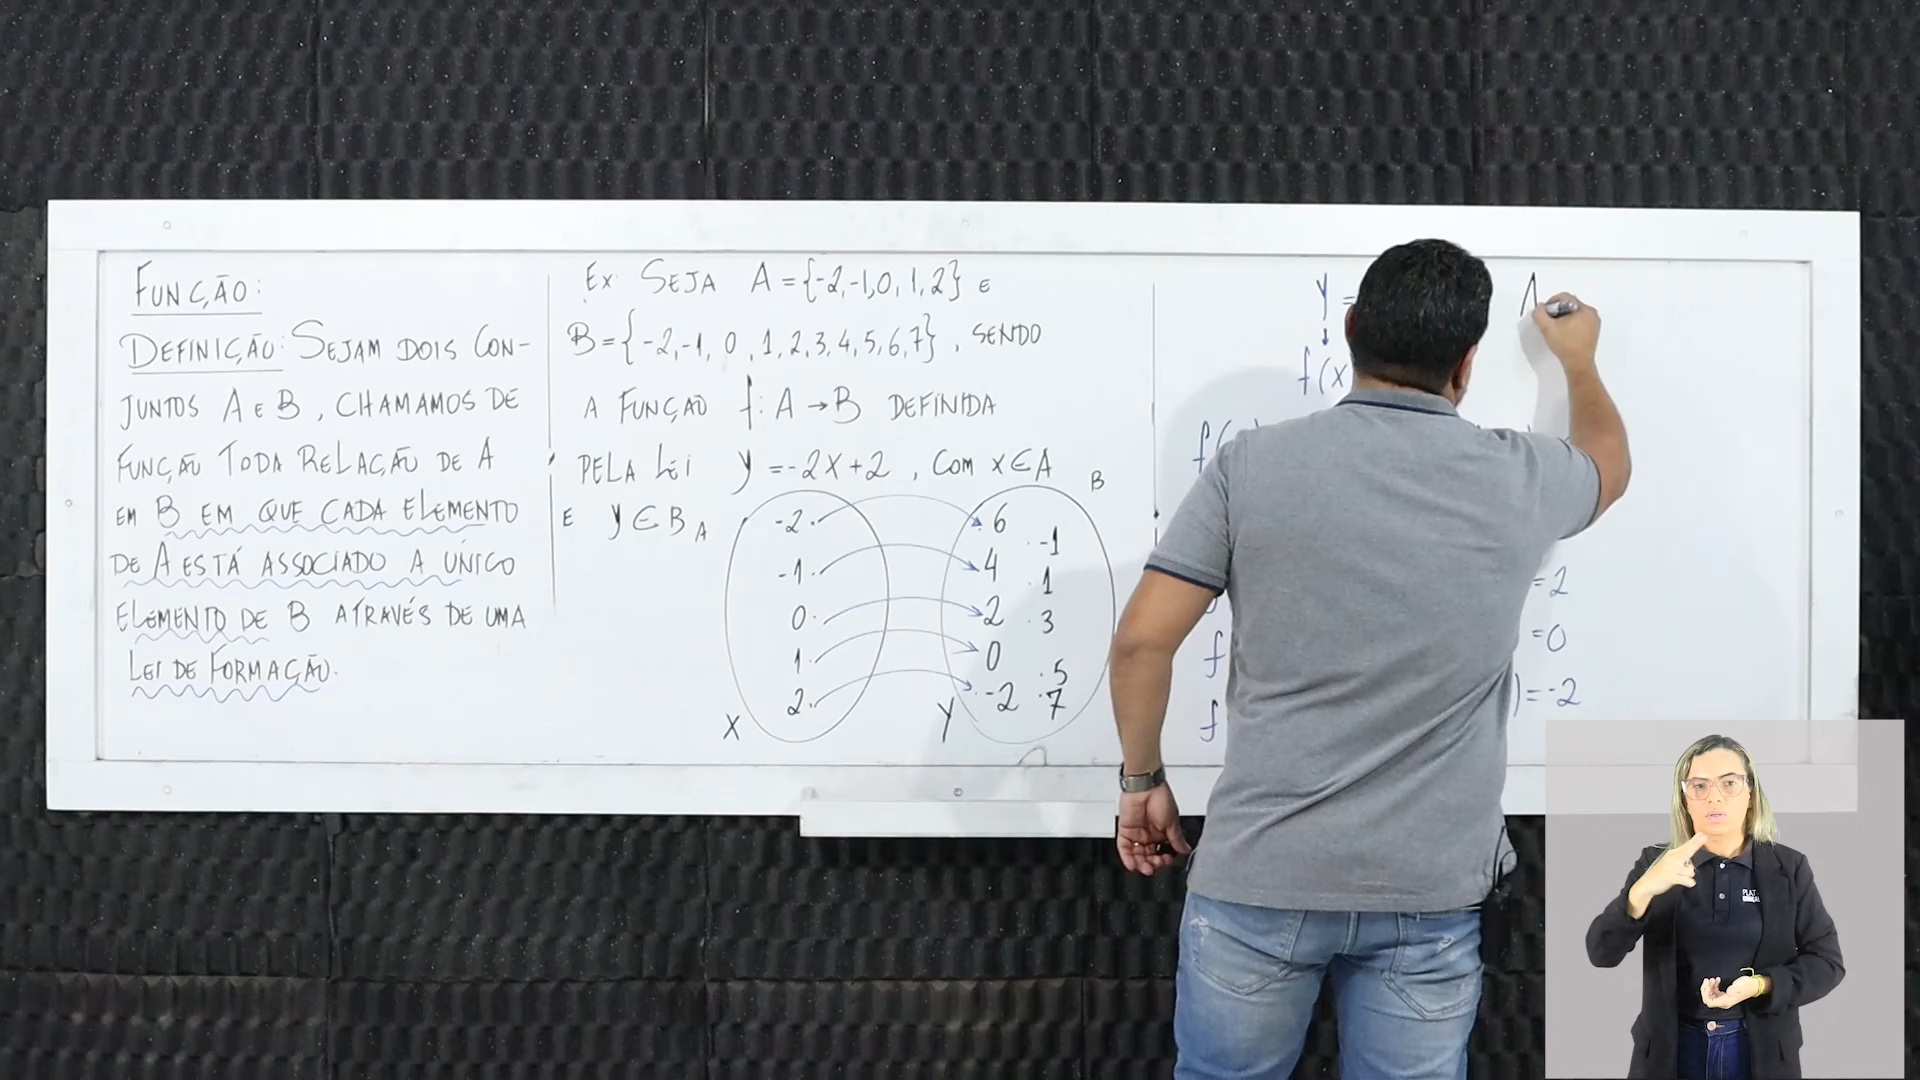 FUNÇÃO:
DEFINIÇÃO: SEJAM DOIS CON-
JUNTOS A E B, CHAMAMOS DE
FUNÇÃO TODA RELAÇÃO DE A
EM B EM QUE CADA ELEMENTO
DE A ESTÁ ASSOCIADO A ÚNICO
ELEMENTO DE B ATRAVÉS DE UMA
LEI DE FORMAÇÃO.
EX: SEJA A = {-2,-1,0,1,2} E
B = {-2,-1, 0, 1, 2, 3, 4, 5, 6, 7}, SENDO
A FUNÇÃO f: A → B DEFINIDA
PELA LEI y = -2x+2, COM x ∈ A
E y ∈ B
A
-2
-1
0
1
2
X
B
6
4
2
0
-2
-1
1
3
5
7
Y
y =
f(x
f(
= 2
f
= 0
f
) = -2
PLAT